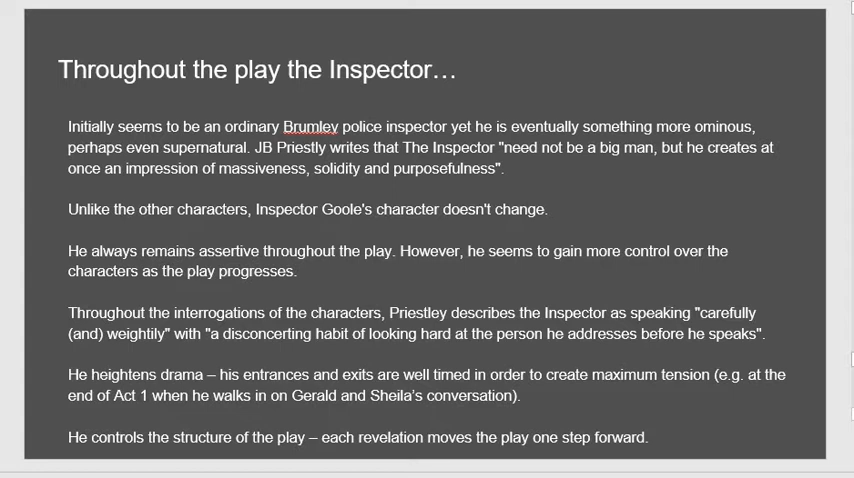 Throughout the play the Inspector…
Initially seems to be an ordinary Brumley police inspector yet he is eventually something more ominous,
perhaps even supernatural. JB Priestly writes that The Inspector "need not be a big man, but he creates at
once an impression of massiveness, solidity and purposefulness".
Unlike the other characters, Inspector Goole's character doesn't change.
He always remains assertive throughout the play. However, he seems to gain more control over the
characters as the play progresses.
Throughout the interrogations of the characters, Priestley describes the Inspector as speaking "carefully
(and) weightily" with "a disconcerting habit of looking hard at the person he addresses before he speaks".
He heightens drama – his entrances and exits are well timed in order to create maximum tension (e.g. at the
end of Act 1 when he walks in on Gerald and Sheila’s conversation).
He controls the structure of the play – each revelation moves the play one step forward.